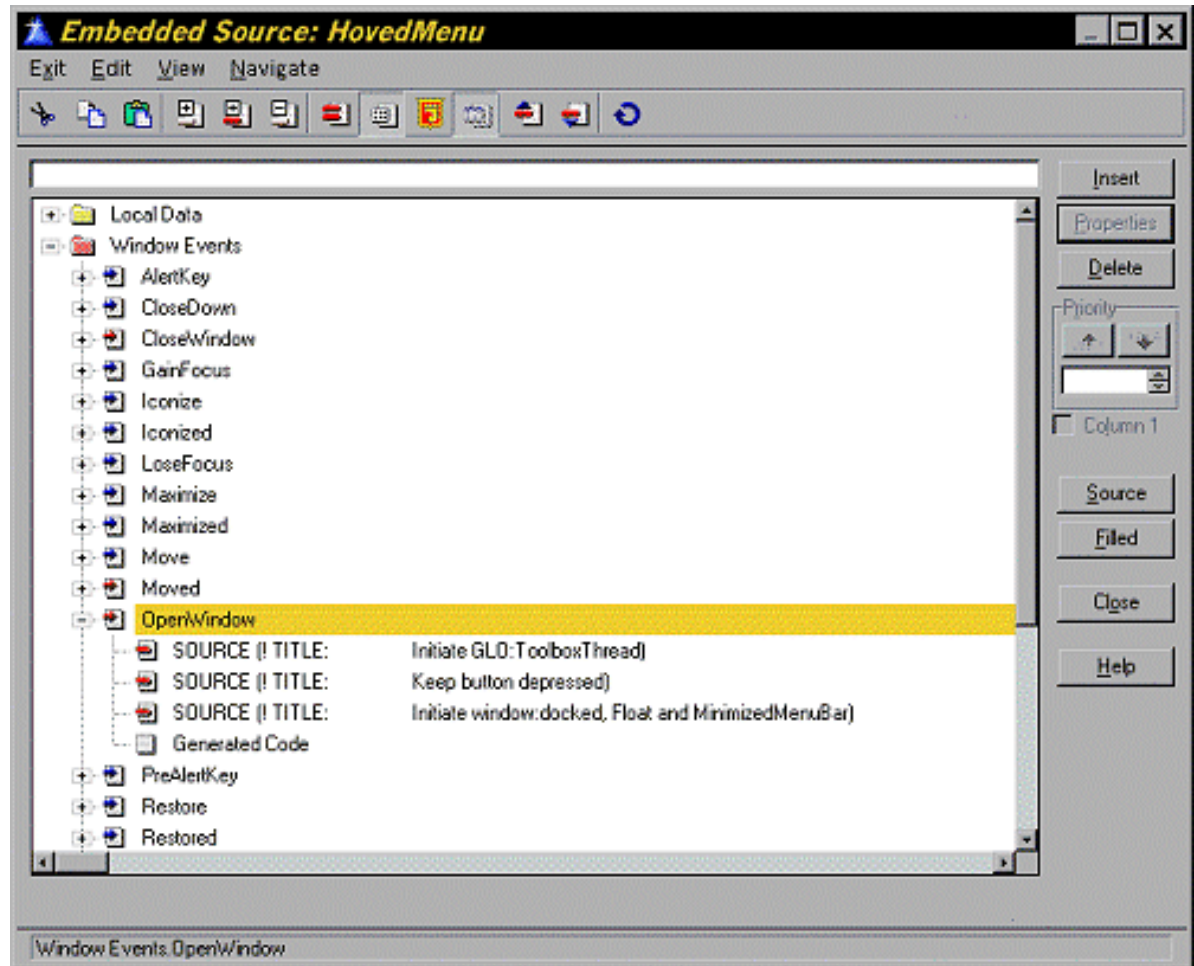 Embedded Source: HovedMenu
Exit Edit View Navigate
Insert
Properties
Delete
Priority
Column 1
Source
Filled
Close
Help
Local Data
Window Events
AlertKey
CloseDown
CloseWindow
GainFocus
Iconize
Iconized
LoseFocus
Maximize
Maximized
Move
Moved
OpenWindow
SOURCE (! TITLE: Initiate GLO:ToolboxThread)
SOURCE (! TITLE: Keep button depressed)
SOURCE (! TITLE: Initiate window:docked, Float and MinimizedMenuBar)
Generated Code
PreAlertKey
Restore
Restored
Window Events.OpenWindow